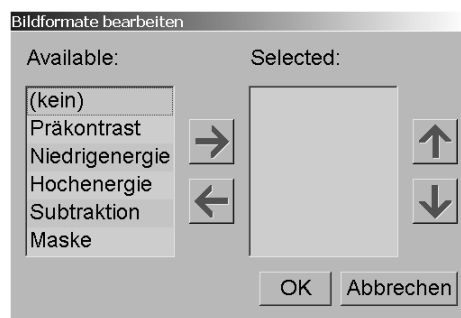 Bildformate bearbeiten
Available:
Selected:
(kein)
Präkontrast
Niedrigenergie
Hochenergie
Subtraktion
Maske
OK
Abbrechen